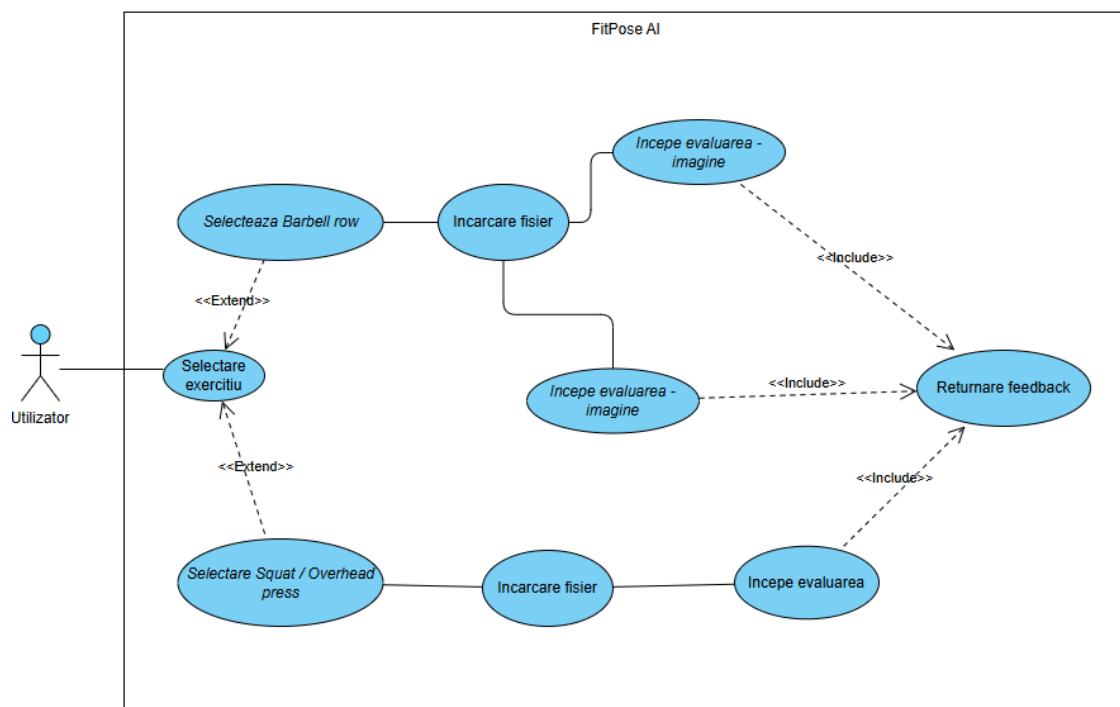 FitPose AI
Incepe evaluarea -
imagine
Selecteaza Barbell row
Incarcare fisier
<<Include>>
<<Extend>>
Selectare
exercitiu
Utilizator
Incepe evaluarea -
imagine
<<Include>>
Returnare feedback
<<Extend>>
<<Include>>
Selectare Squat / Overhead
press
Incarcare fisier
Incepe evaluarea